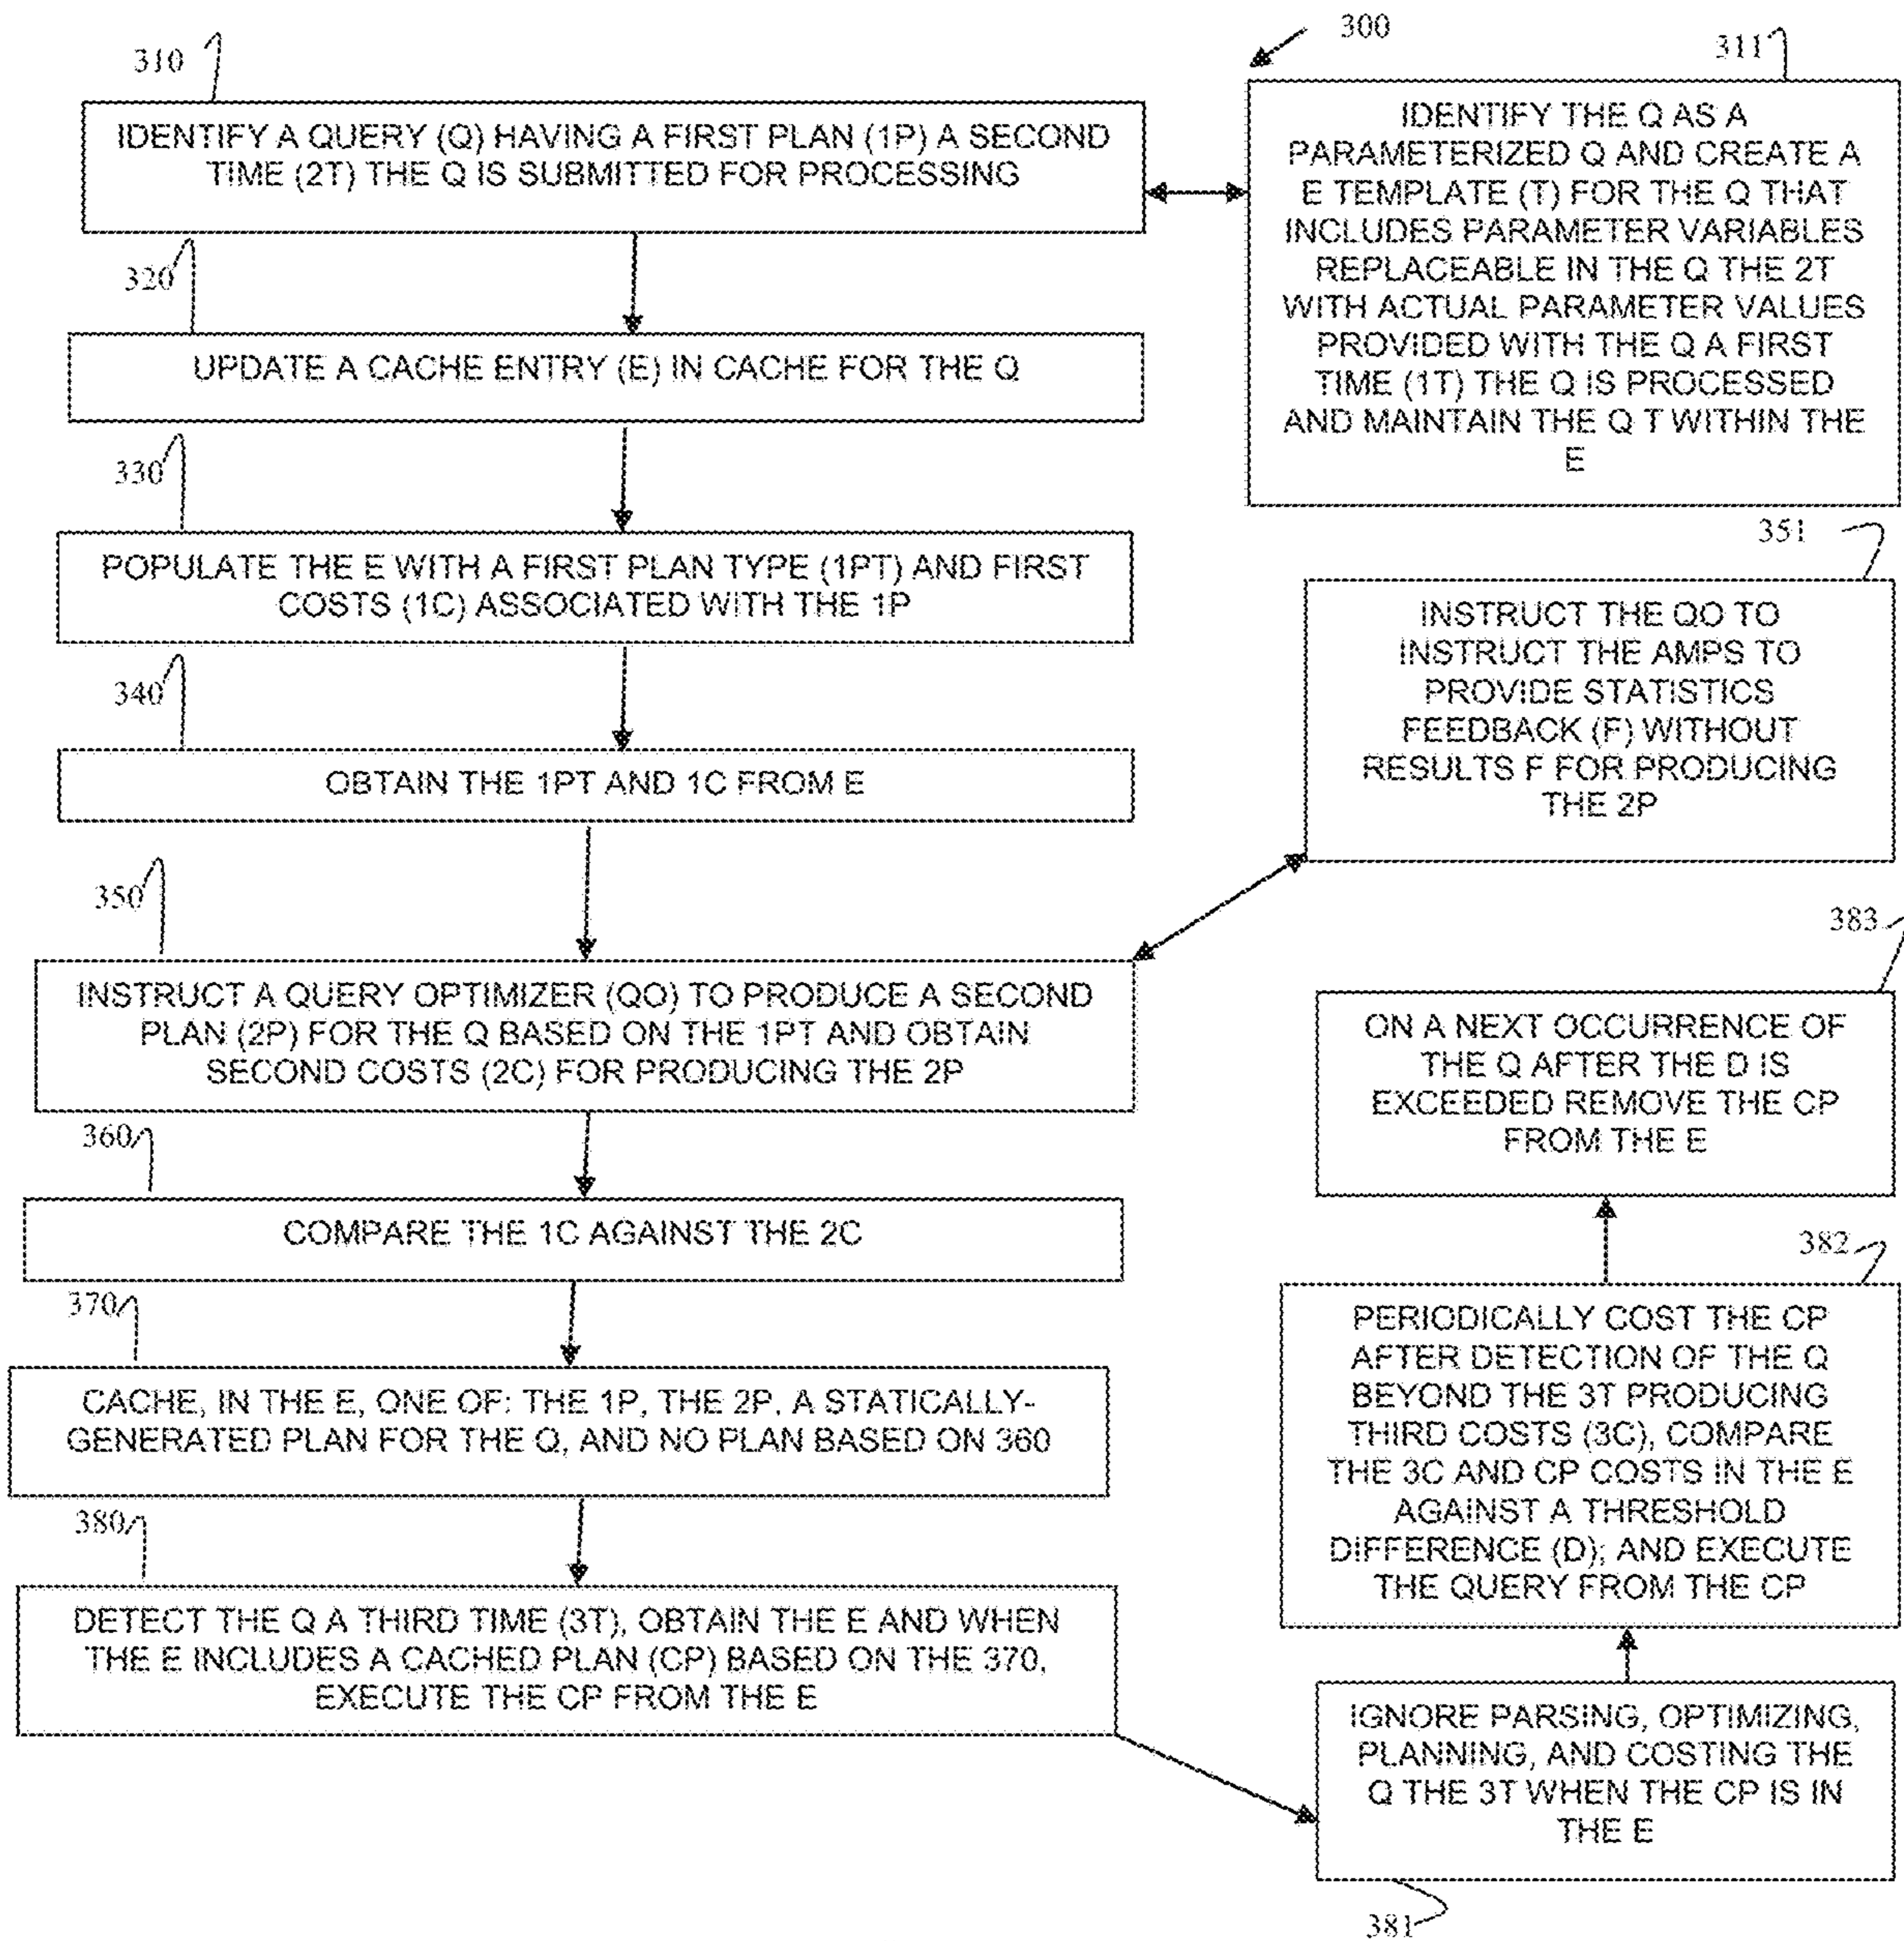 300
310
IDENTIFY A QUERY (Q) HAVING A FIRST PLAN (1P) A SECOND
TIME (2T) THE Q IS SUBMITTED FOR PROCESSING
311
IDENTIFY THE Q AS A
PARAMETERIZED Q AND CREATE A
E TEMPLATE (T) FOR THE Q THAT
INCLUDES PARAMETER VARIABLES
REPLACEABLE IN THE Q THE 2T
WITH ACTUAL PARAMETER VALUES
PROVIDED WITH THE Q A FIRST
TIME (1T) THE Q IS PROCESSED
AND MAINTAIN THE Q T WITHIN THE
E
320
UPDATE A CACHE ENTRY (E) IN CACHE FOR THE Q
330
POPULATE THE E WITH A FIRST PLAN TYPE (1PT) AND FIRST
COSTS (1C) ASSOCIATED WITH THE 1P
340
OBTAIN THE 1PT AND 1C FROM E
350
INSTRUCT A QUERY OPTIMIZER (QO) TO PRODUCE A SECOND
PLAN (2P) FOR THE Q BASED ON THE 1PT AND OBTAIN
SECOND COSTS (2C) FOR PRODUCING THE 2P
351
INSTRUCT THE QO TO
INSTRUCT THE AMPS TO
PROVIDE STATISTICS
FEEDBACK (F) WITHOUT
RESULTS F FOR PRODUCING
THE 2P
360
COMPARE THE 1C AGAINST THE 2C
370
CACHE, IN THE E, ONE OF: THE 1P, THE 2P, A STATICALLY-
GENERATED PLAN FOR THE Q, AND NO PLAN BASED ON 360
380
DETECT THE Q A THIRD TIME (3T), OBTAIN THE E AND WHEN
THE E INCLUDES A CACHED PLAN (CP) BASED ON THE 370,
EXECUTE THE CP FROM THE E
381
IGNORE PARSING, OPTIMIZING,
PLANNING, AND COSTING THE
Q THE 3T WHEN THE CP IS IN
THE E
382
PERIODICALLY COST THE CP
AFTER DETECTION OF THE Q
BEYOND THE 3T PRODUCING
THIRD COSTS (3C), COMPARE
THE 3C AND CP COSTS IN THE E
AGAINST A THRESHOLD
DIFFERENCE (D); AND EXECUTE
THE QUERY FROM THE CP
383
ON A NEXT OCCURRENCE OF
THE Q AFTER THE D IS
EXCEEDED REMOVE THE CP
FROM THE E